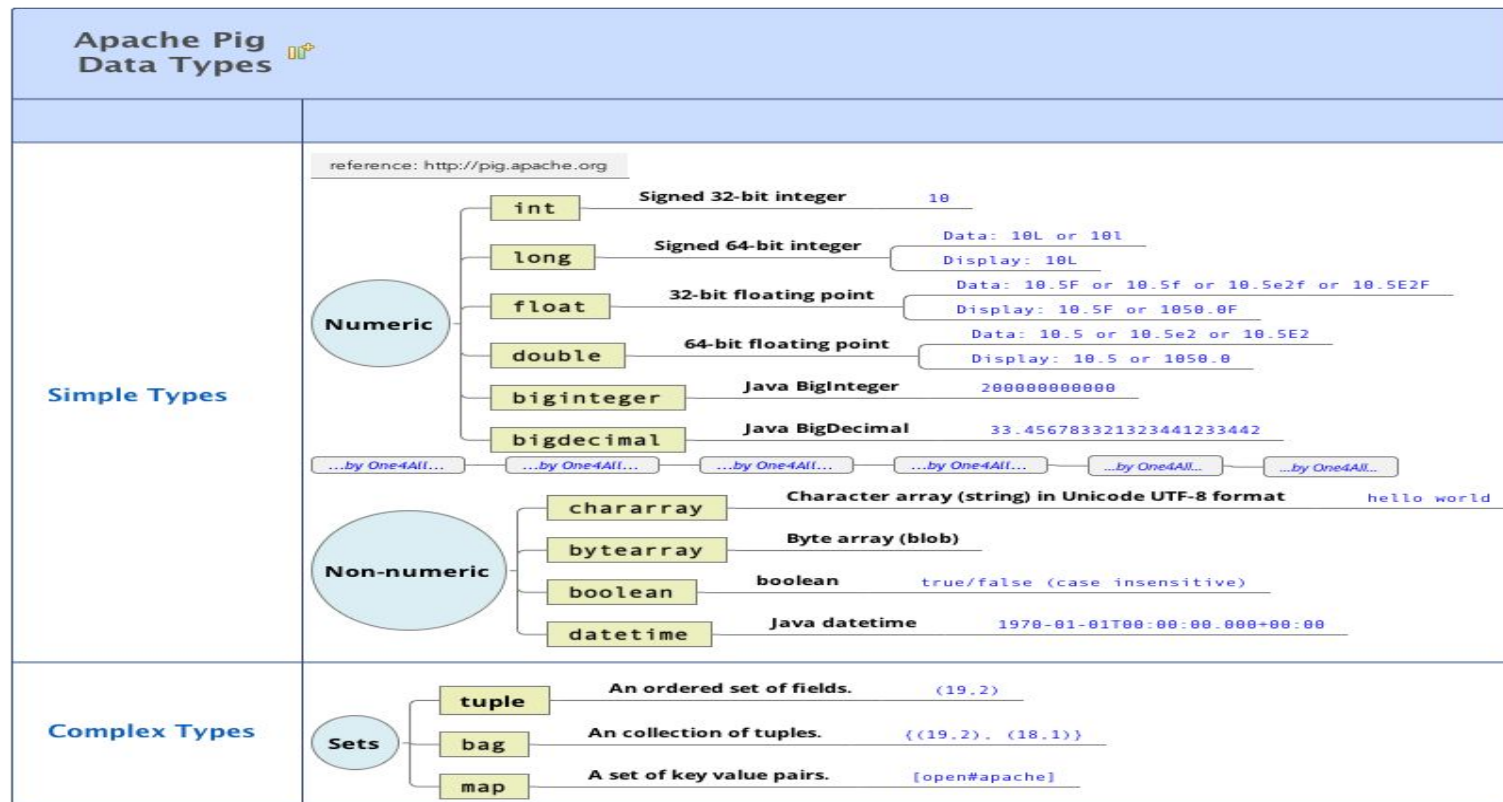 Apache Pig
Data Types
reference: http://pig.apache.org
Simple Types
Numeric
int Signed 32-bit integer 10
long Signed 64-bit integer
Data: 10L or 10l
Display: 10L
float 32-bit floating point
Data: 10.5F or 10.5f or 10.5e2f or 10.5E2F
Display: 10.5F or 1050.0F
double 64-bit floating point
Data: 10.5 or 10.5e2 or 10.5E2
Display: 10.5 or 1050.0
biginteger Java BigInteger 200000000000
bigdecimal Java BigDecimal 33.456783321323441233442
...by One4All... ...by One4All... ...by One4All... ...by One4All... ...by One4All... ...by One4All...
Non-numeric
chararray Character array (string) in Unicode UTF-8 format hello world
bytearray Byte array (blob)
boolean boolean true/false (case insensitive)
datetime Java datetime 1970-01-01T00:00:00.000+00:00
Complex Types
Sets
tuple An ordered set of fields. (19,2)
bag An collection of tuples. {(19,2), (18,1)}
map A set of key value pairs. [open#apache]